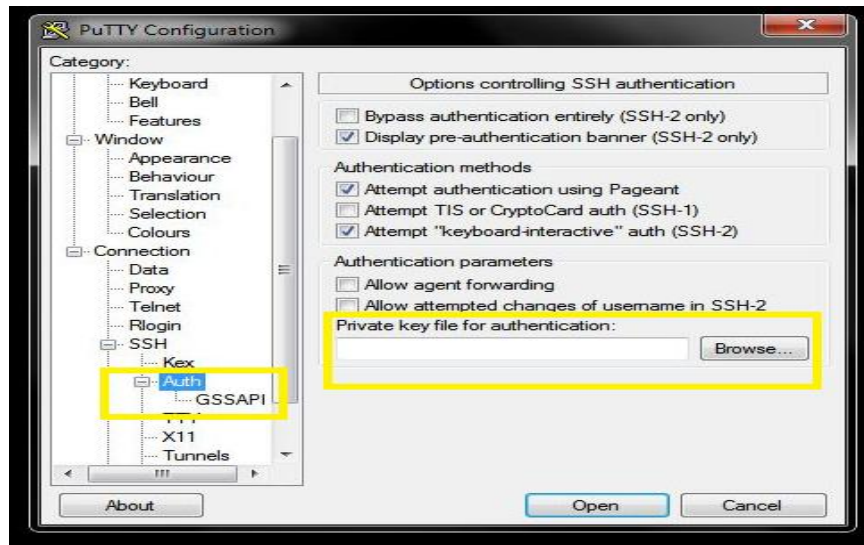 PuTTY Configuration
Category:
Keyboard
Bell
Features
Window
Appearance
Behaviour
Translation
Selection
Colours
Connection
Data
Proxy
Telnet
Rlogin
SSH
Kex
Auth
GSSAPI
X11
Tunnels
Options controlling SSH authentication
Bypass authentication entirely (SSH-2 only)
Display pre-authentication banner (SSH-2 only)
Authentication methods
Attempt authentication using Pageant
Attempt TIS or CryptoCard auth (SSH-1)
Attempt "keyboard-interactive" auth (SSH-2)
Authentication parameters
Allow agent forwarding
Allow attempted changes of username in SSH-2
Private key file for authentication:
Browse...
About
Open
Cancel